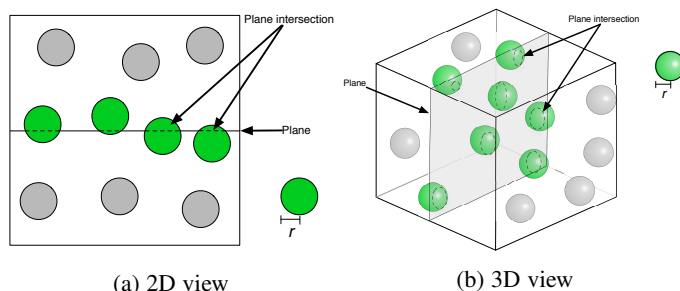 Plane intersection
Plane
r
(a) 2D view
Plane intersection
Plane
r
(b) 3D view